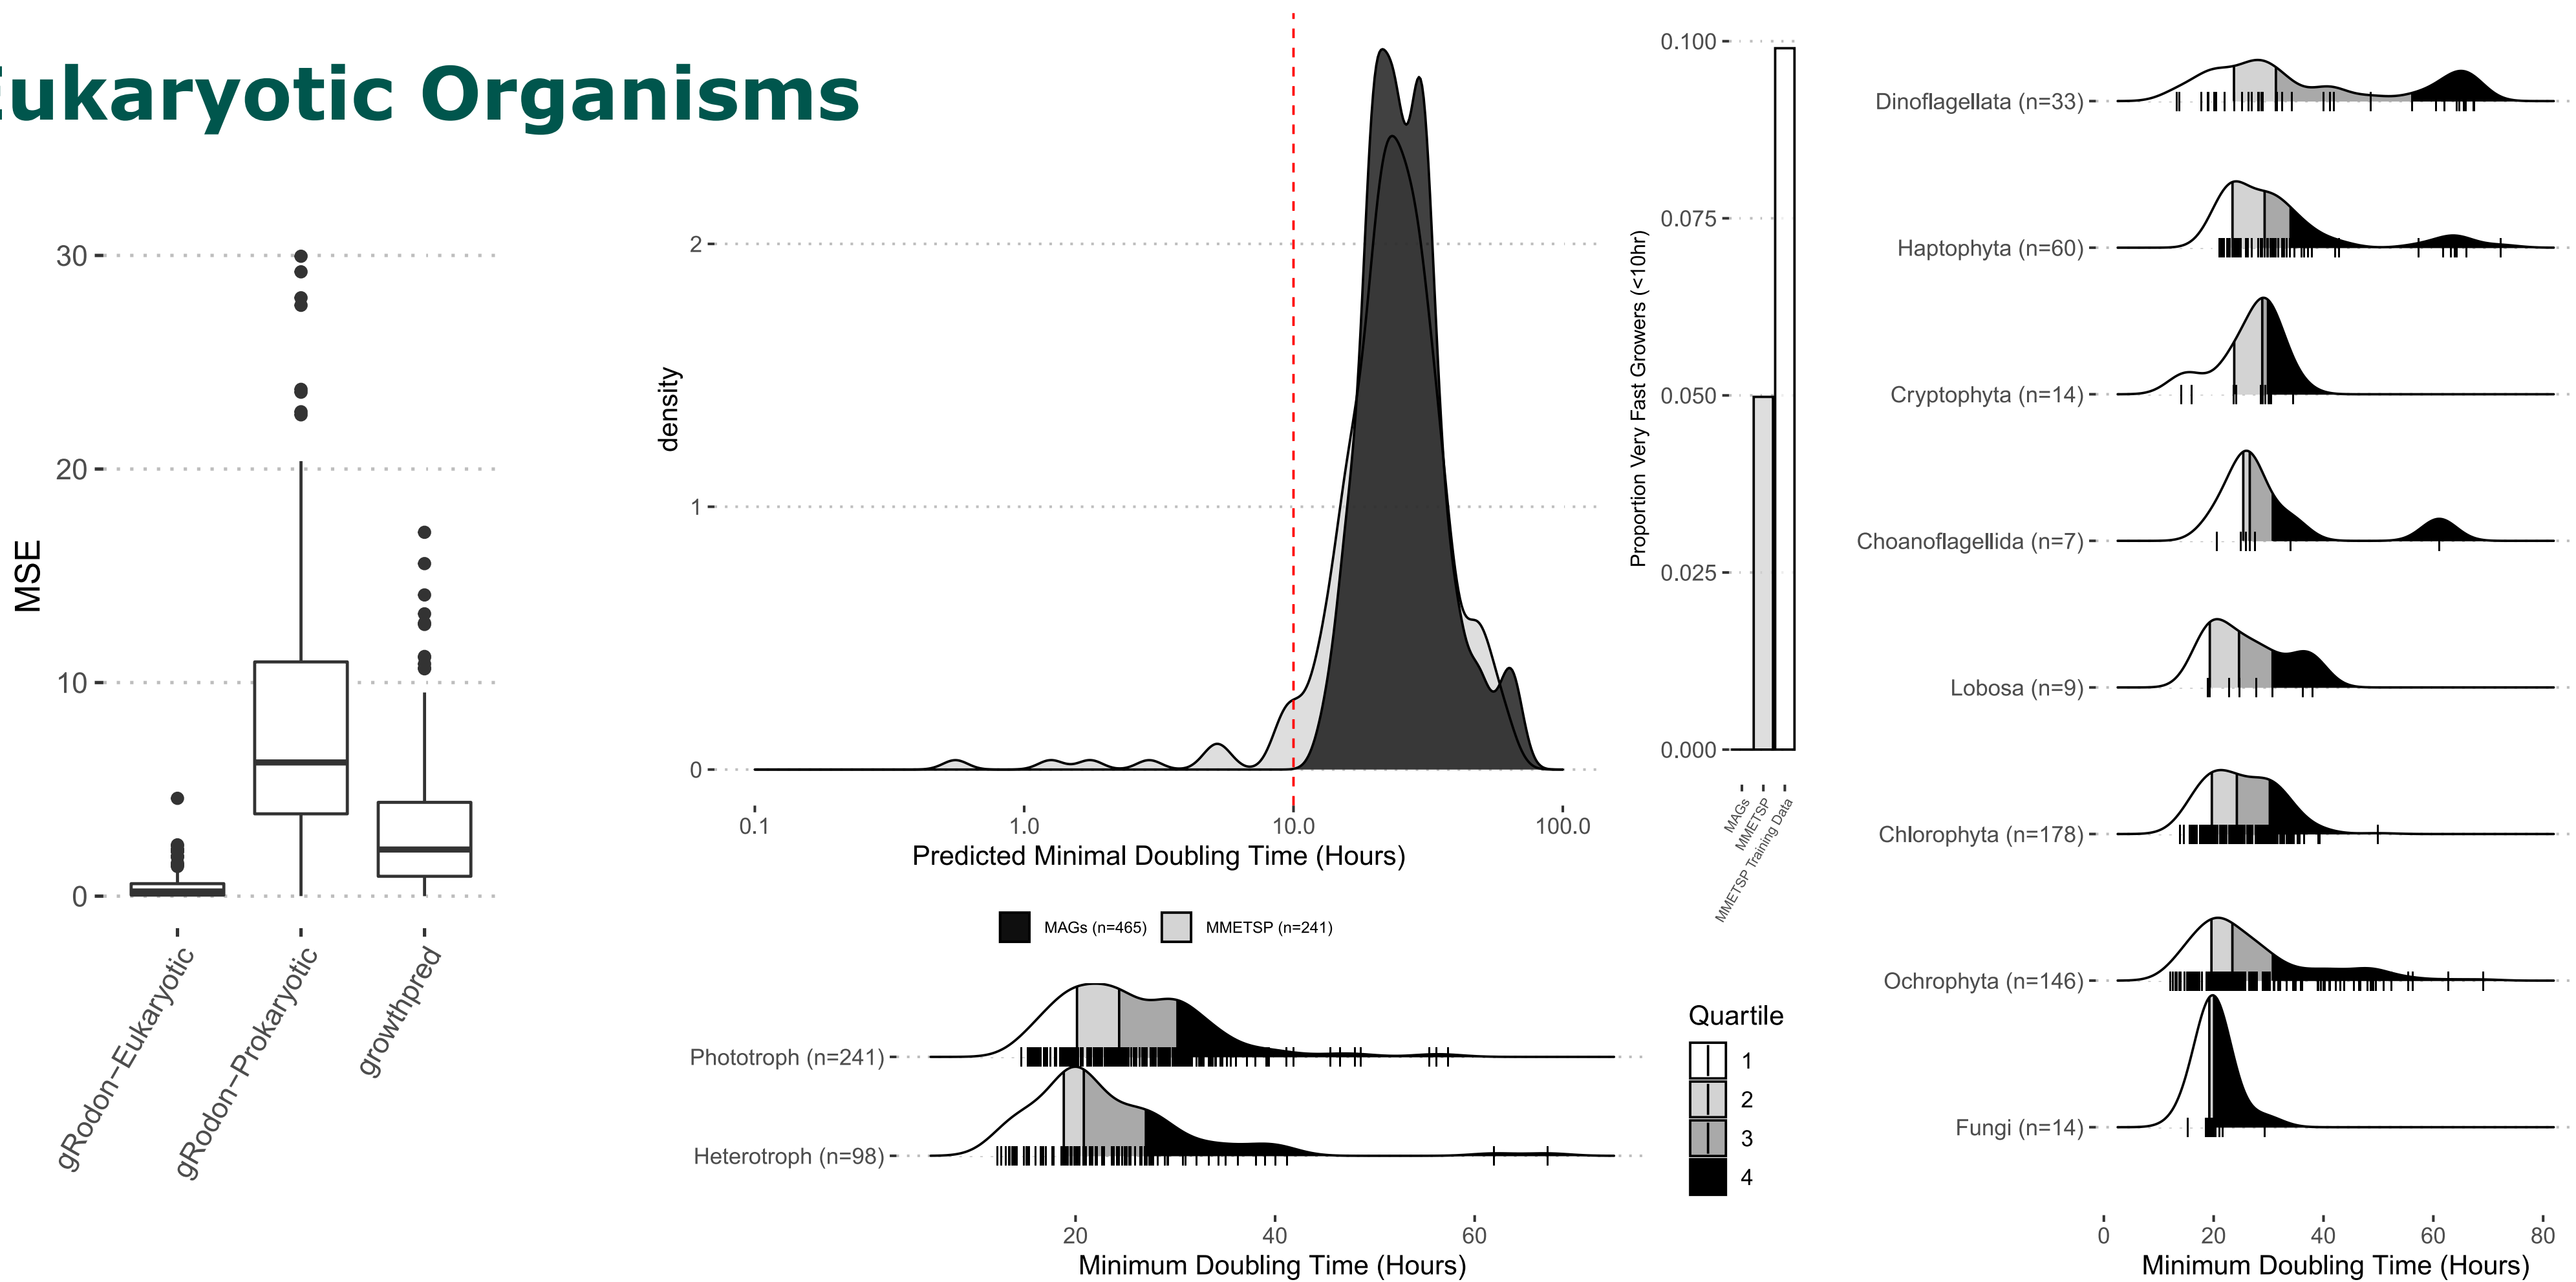 Eukaryotic Organisms
MSE
30
20
10
0
gRodon−Eukaryotic
gRodon−Prokaryotic
growthpred
density
2
1
0
0.1
1.0
10.0
100.0
Predicted Minimal Doubling Time (Hours)
MAGs (n=465)
MMETSP (n=241)
Proportion Very Fast Growers (<10hr)
0.100
0.075
0.050
0.025
0.000
MAGs
MMETSP
MMETSP Training Data
Phototroph (n=241)
Heterotroph (n=98)
20
40
60
Minimum Doubling Time (Hours)
Quartile
1
2
3
4
Dinoflagellata (n=33)
Haptophyta (n=60)
Cryptophyta (n=14)
Choanoflagellida (n=7)
Lobosa (n=9)
Chlorophyta (n=178)
Ochrophyta (n=146)
Fungi (n=14)
0
20
40
60
80
Minimum Doubling Time (Hours)